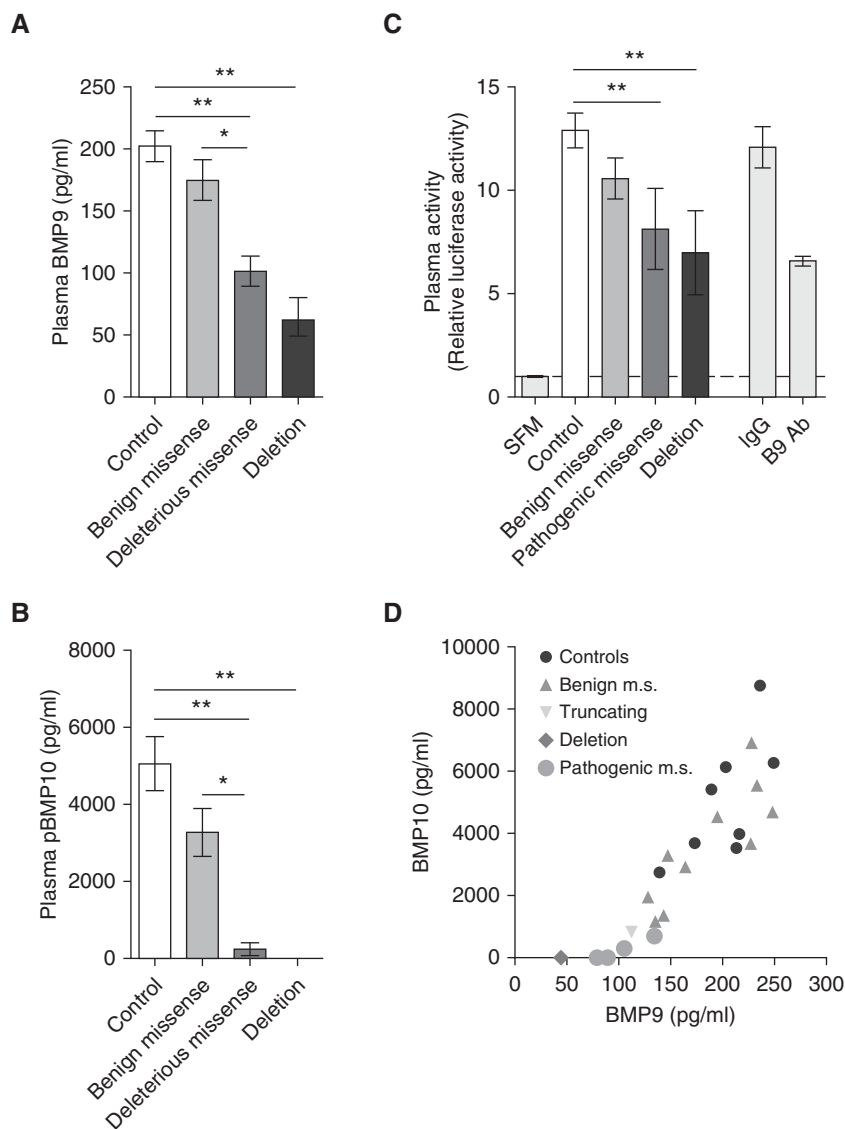 A
Plasma BMP9 (pg/ml)
250
200
150
100
50
0
**
**
*
Control
Benign missense
Deleterious missense
Deletion
C
Plasma activity
(Relative luciferase activity)
15
10
5
0
**
**
SFM
Control
Benign missense
Pathogenic missense
Deletion
IgG
B9 Ab
B
Plasma pBMP10 (pg/ml)
8000
6000
4000
2000
0
**
**
*
Control
Benign missense
Deleterious missense
Deletion
D
BMP10 (pg/ml)
10000
8000
6000
4000
2000
0
Controls
Benign m.s.
Truncating
Deletion
Pathogenic m.s.
0 50 100 150 200 250 300
BMP9 (pg/ml)